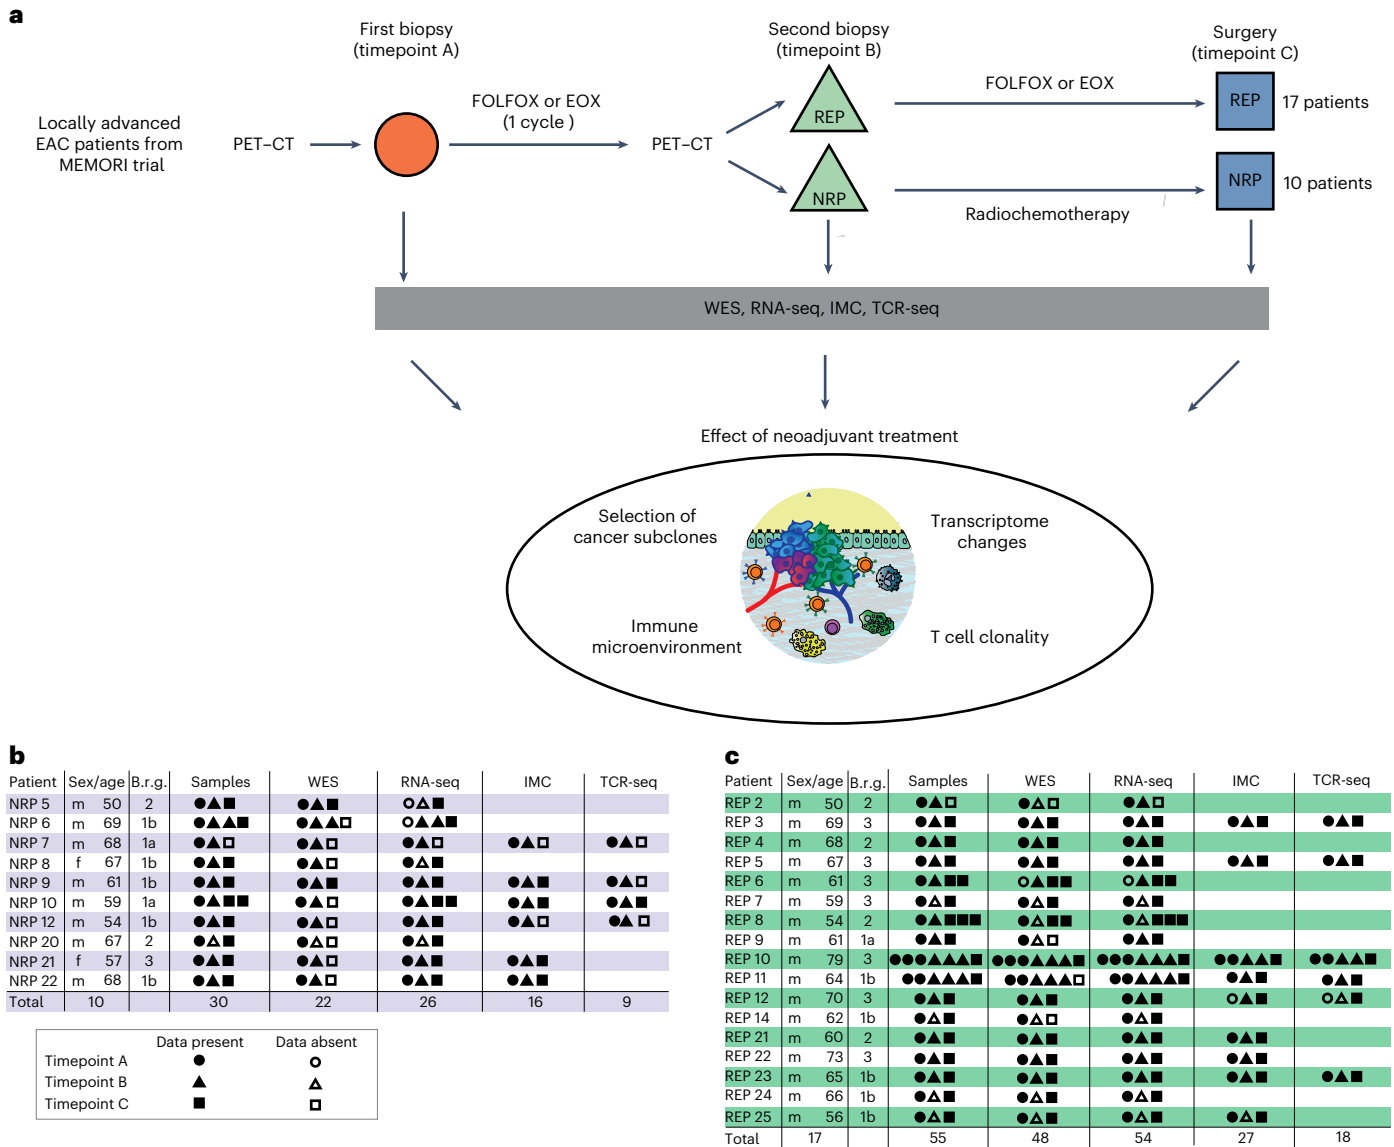 a
First biopsy
(timepoint A)
Second biopsy
(timepoint B)
Surgery
(timepoint C)
Locally advanced
EAC patients from
MEMORI trial
PET–CT
FOLFOX or EOX
(1 cycle )
PET–CT
REP
FOLFOX or EOX
REP
17 patients
NRP
Radiochemotherapy
NRP
10 patients
WES, RNA-seq, IMC, TCR-seq
Effect of neoadjuvant treatment
Selection of
cancer subclones
Transcriptome
changes
Immune
microenvironment
T cell clonality
b
Patient Sex/age B.r.g. Samples WES RNA-seq IMC TCR-seq
NRP 5 m 50 2
NRP 6 m 69 1b
NRP 7 m 68 1a
NRP 8 f 67 1b
NRP 9 m 61 1b
NRP 10 m 59 1a
NRP 12 m 54 1b
NRP 20 m 67 2
NRP 21 f 57 3
NRP 22 m 68 1b
Total 10 30 22 26 16 9
Data present Data absent
Timepoint A
Timepoint B
Timepoint C
c
Patient Sex/age B.r.g. Samples WES RNA-seq IMC TCR-seq
REP 2 m 50 2
REP 3 m 69 3
REP 4 m 68 2
REP 5 m 67 3
REP 6 m 61 3
REP 7 m 59 3
REP 8 m 54 2
REP 9 m 61 1a
REP 10 m 79 3
REP 11 m 64 1b
REP 12 m 70 3
REP 14 m 62 1b
REP 21 m 60 2
REP 22 m 73 3
REP 23 m 65 1b
REP 24 m 66 1b
REP 25 m 56 1b
Total 17 55 48 54 27 18